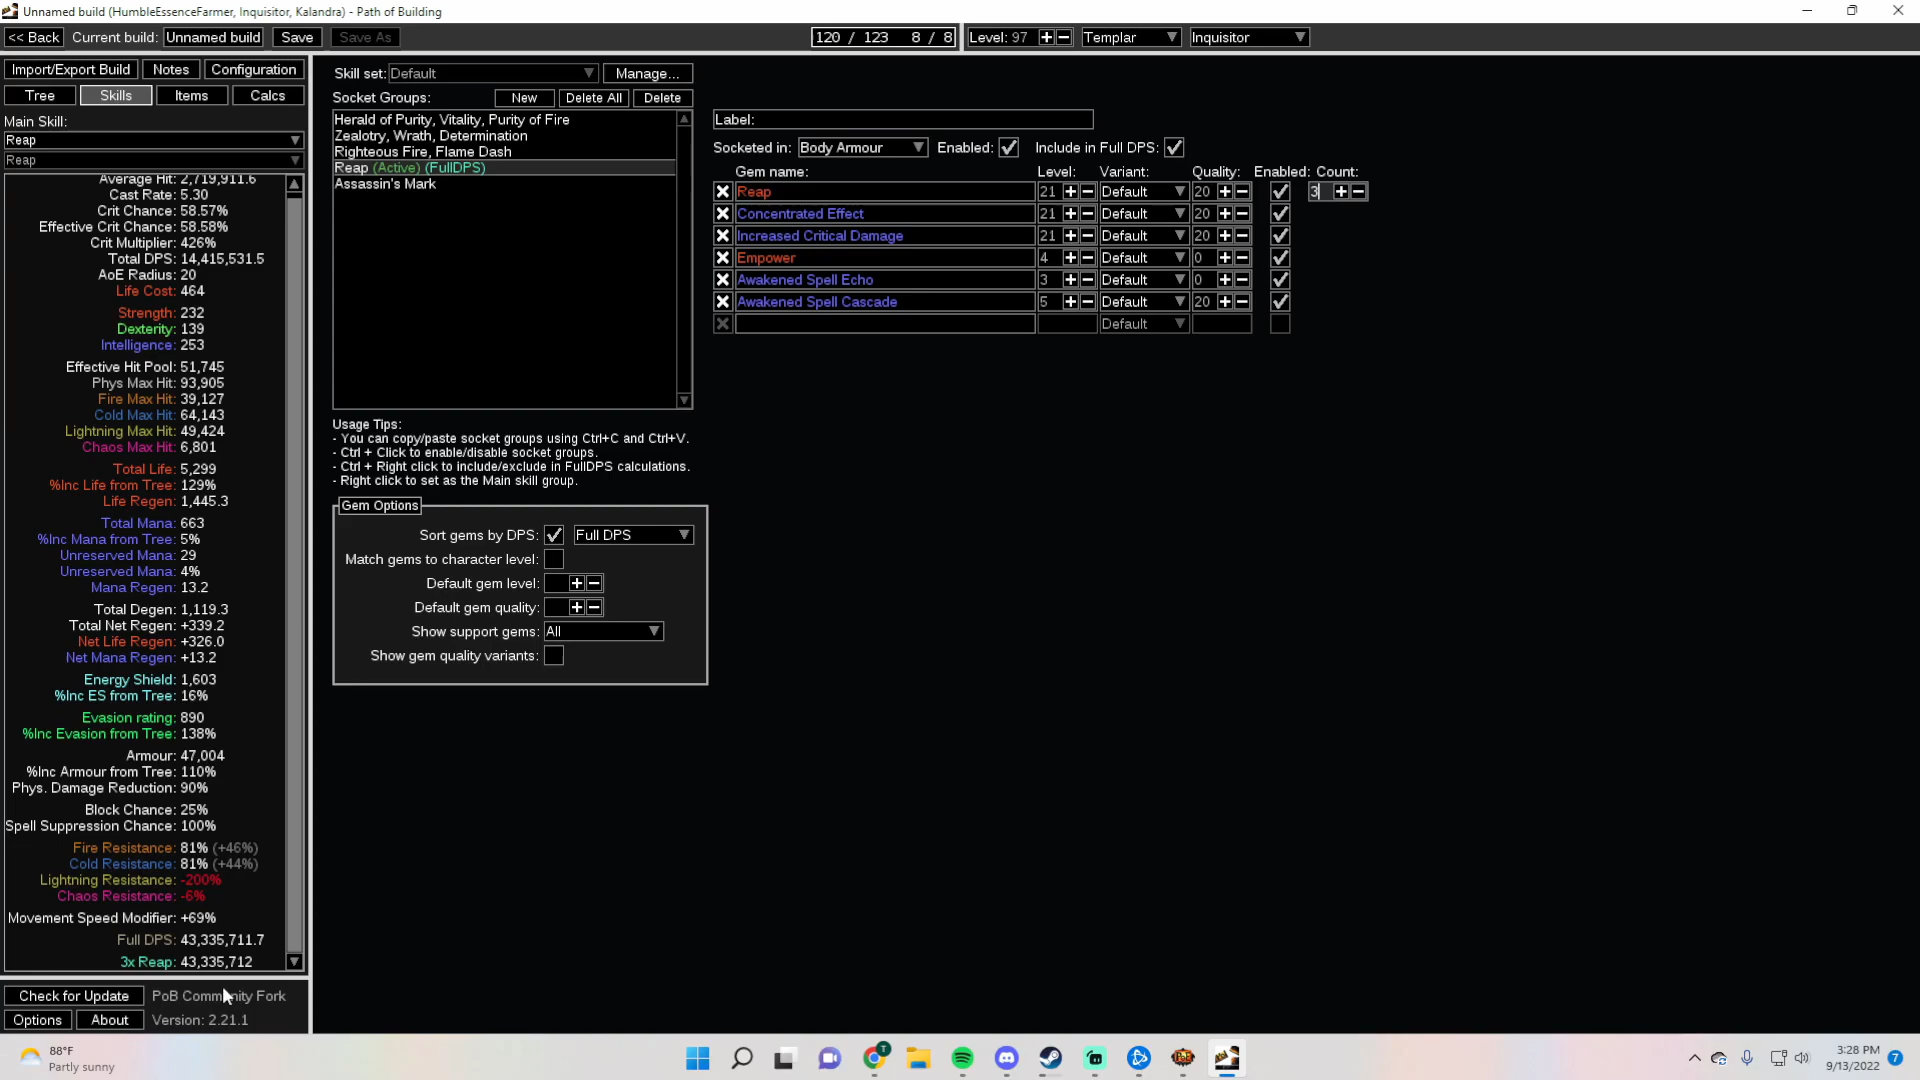 Unnamed build (HumbleEssenceFarmer, Inquisitor, Kalandra) - Path of Building
<< Back Current build: Unnamed build Save Save As 120 / 123 8 / 8 Level: 97 Templar Inquisitor
Import/Export Build Notes Configuration
Tree Skills Items Calcs
Main Skill:
Reap
Reap
Average Hit: 2,719,911.6
Cast Rate: 5.30
Crit Chance: 58.57%
Effective Crit Chance: 58.58%
Crit Multiplier: 426%
Total DPS: 14,415,531.5
AoE Radius: 20
Life Cost: 464
Strength: 232
Dexterity: 139
Intelligence: 253
Effective Hit Pool: 51,745
Phys Max Hit: 93,905
Fire Max Hit: 39,127
Cold Max Hit: 64,143
Lightning Max Hit: 49,424
Chaos Max Hit: 6,801
Total Life: 5,299
%Inc Life from Tree: 129%
Life Regen: 1,445.3
Total Mana: 663
%Inc Mana from Tree: 5%
Unreserved Mana: 29
Unreserved Mana: 4%
Mana Regen: 13.2
Total Degen: 1,119.3
Total Net Regen: +339.2
Net Life Regen: +326.0
Net Mana Regen: +13.2
Energy Shield: 1,603
%Inc ES from Tree: 16%
Evasion rating: 890
%Inc Evasion from Tree: 138%
Armour: 47,004
%Inc Armour from Tree: 110%
Phys. Damage Reduction: 90%
Block Chance: 25%
Spell Suppression Chance: 100%
Fire Resistance: 81% (+46%)
Cold Resistance: 81% (+44%)
Lightning Resistance: -200%
Chaos Resistance: -6%
Movement Speed Modifier: +69%
Full DPS: 43,335,711.7
3x Reap: 43,335,712
Check for Update PoB Community Fork
Options About Version: 2.21.1
Skill set: Default Manage...
Socket Groups: New Delete All Delete
Herald of Purity, Vitality, Purity of Fire
Zealotry, Wrath, Determination
Righteous Fire, Flame Dash
Reap (Active) (FullDPS)
Assassin's Mark
Usage Tips:
- You can copy/paste socket groups using Ctrl+C and Ctrl+V.
- Ctrl + Click to enable/disable socket groups.
- Ctrl + Right click to include/exclude in FullDPS calculations.
- Right click to set as the Main skill group.
Gem Options
Sort gems by DPS: Full DPS
Match gems to character level:
Default gem level:
Default gem quality:
Show support gems: All
Show gem quality variants:
Label:
Socketed in: Body Armour Enabled: Include in Full DPS:
Gem name: Level: Variant: Quality: Enabled: Count:
Reap 21 Default 20 3
Concentrated Effect 21 Default 20
Increased Critical Damage 21 Default 20
Empower 4 Default 0
Awakened Spell Echo 3 Default 0
Awakened Spell Cascade 5 Default 20
Default
88°F
Partly sunny
T
PoB
3:28 PM
9/13/2022
7